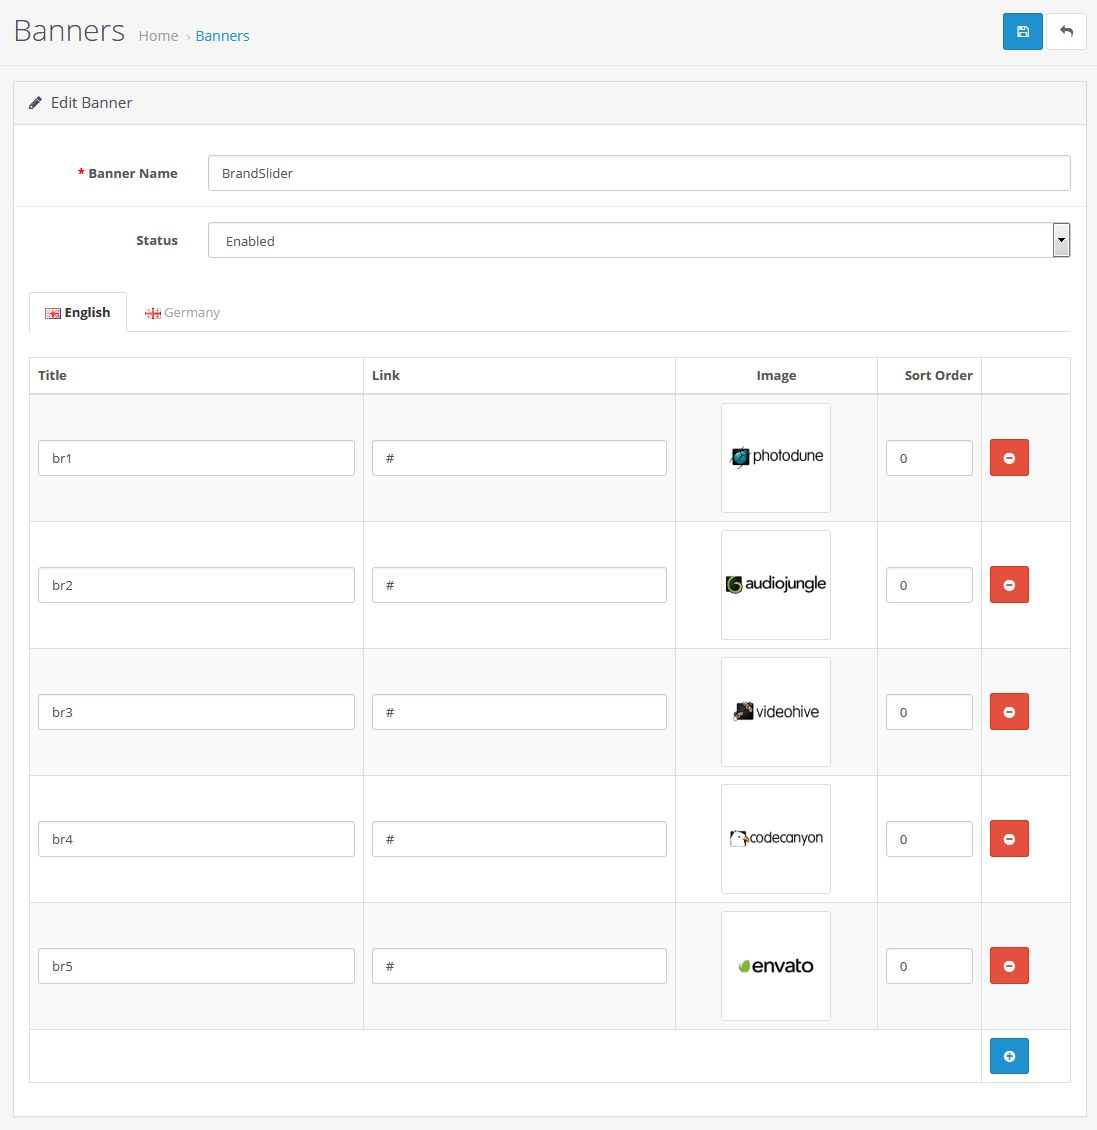 Banners Home › Banners
Edit Banner
* Banner Name BrandSlider
Status Enabled
English Germany
Title Link Image Sort Order
br1 # photodune 0
br2 # audiojungle 0
br3 # videohive 0
br4 # codecanyon 0
br5 # envato 0